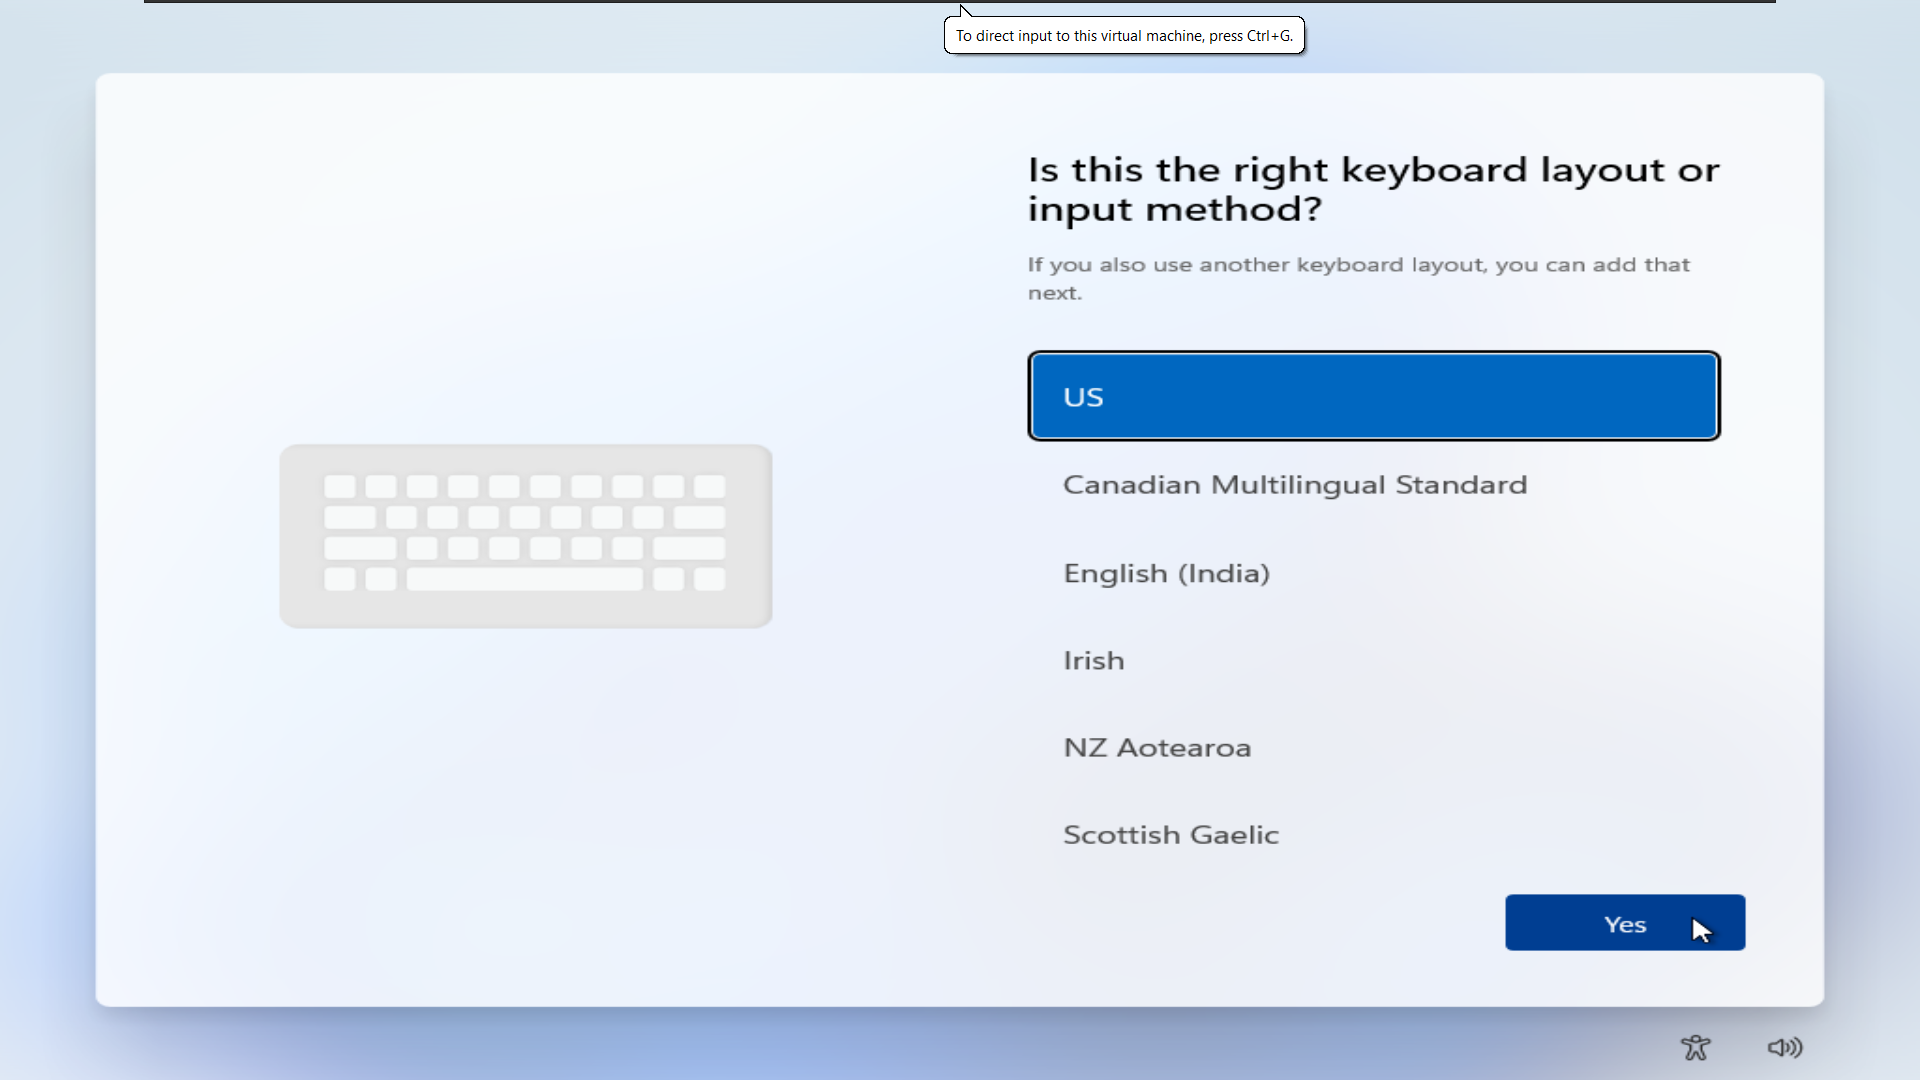 To direct input to this virtual machine, press Ctrl+G.
Is this the right keyboard layout or
input method?
If you also use another keyboard layout, you can add that
next.
US
Canadian Multilingual Standard
English (India)
Irish
NZ Aotearoa
Scottish Gaelic
Yes